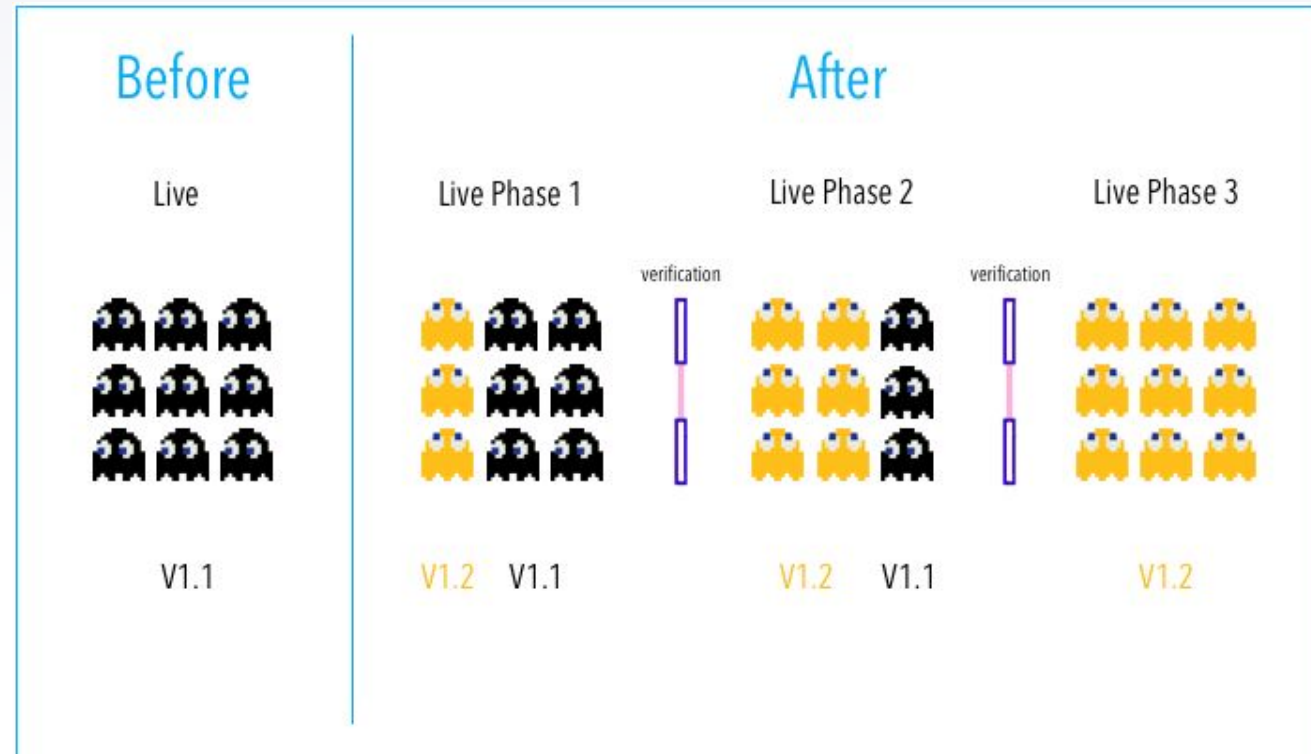 Before
After
Live
Live Phase 1
Live Phase 2
Live Phase 3
verification
verification
V1.1
V1.2 V1.1
V1.2 V1.1
V1.2